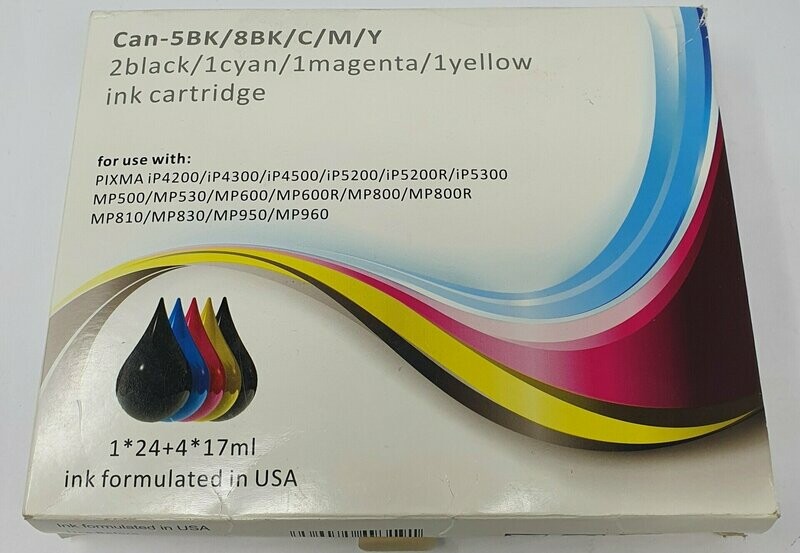 Can-5BK/8BK/C/M/Y
2black/1cyan/1magenta/1yellow
ink cartridge
for use with:
PIXMA iP4200/iP4300/iP4500/iP5200/iP5200R/iP5300
MP500/MP530/MP600/MP600R/MP800/MP800R
MP810/MP830/MP950/MP960
1*24+4*17ml
ink formulated in USA
Ink formulated in USA